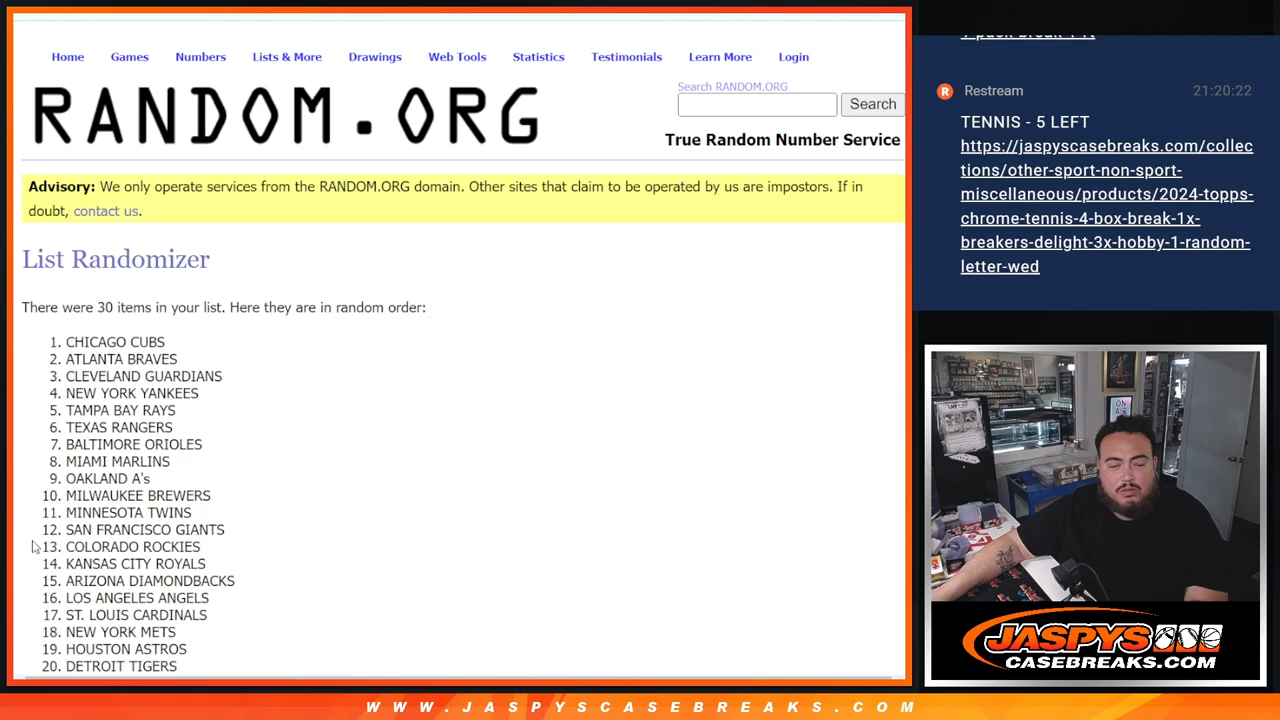 Home Games Numbers Lists & More Drawings Web Tools Statistics Testimonials Learn More Login
RANDOM.ORG
Search RANDOM.ORG
Search
True Random Number Service
Advisory: We only operate services from the RANDOM.ORG domain. Other sites that claim to be operated by us are impostors. If in
doubt, contact us.
List Randomizer
There were 30 items in your list. Here they are in random order:
1. CHICAGO CUBS
2. ATLANTA BRAVES
3. CLEVELAND GUARDIANS
4. NEW YORK YANKEES
5. TAMPA BAY RAYS
6. TEXAS RANGERS
7. BALTIMORE ORIOLES
8. MIAMI MARLINS
9. OAKLAND A's
10. MILWAUKEE BREWERS
11. MINNESOTA TWINS
12. SAN FRANCISCO GIANTS
13. COLORADO ROCKIES
14. KANSAS CITY ROYALS
15. ARIZONA DIAMONDBACKS
16. LOS ANGELES ANGELS
17. ST. LOUIS CARDINALS
18. NEW YORK METS
19. HOUSTON ASTROS
20. DETROIT TIGERS
Restream 21:20:22
TENNIS - 5 LEFT
https://jaspyscasebreaks.com/collec
tions/other-sport-non-sport-
miscellaneous/products/2024-topps-
chrome-tennis-4-box-break-1x-
breakers-delight-3x-hobby-1-random-
letter-wed
ON
JASPYS
CASEBREAKS.COM
WWW.JASPYSCASEBREAKS.COM